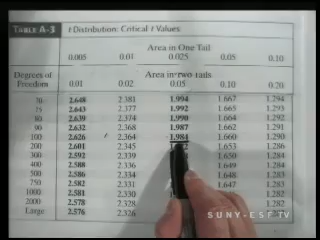 TABLE A-3 t Distribution: Critical t Values
Area in One Tail
0.005 0.01 0.025 0.05 0.10
Degrees of Area in two tails
Freedom 0.01 0.02 0.05 0.10 0.20
70 2.648 2.381 1.994 1.667 1.294
75 2.643 2.377 1.992 1.665 1.293
80 2.639 2.374 1.990 1.664 1.292
90 2.632 2.368 1.987 1.662 1.291
100 2.626 2.364 1.984 1.660 1.290
200 2.601 2.345 1.653 1.286
300 2.592 2.339 1.650 1.284
400 2.588 2.336 1.649 1.284
500 2.586 2.334 1.648 1.283
750 2.582 2.331 1.647 1.283
1000 2.581 2.330 1.282
2000 2.578 2.328
Large 2.576 2.326
SUNY-ESF TV